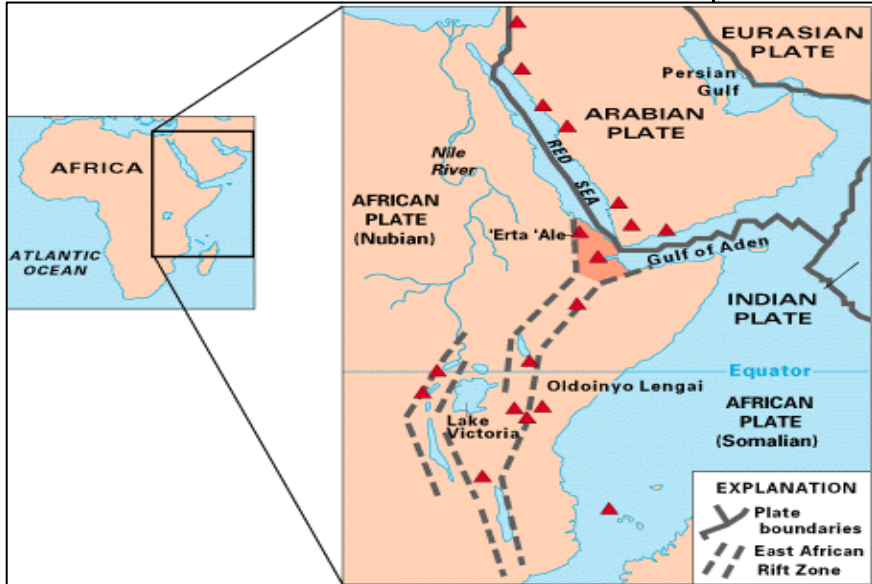 AFRICA
ATLANTIC
OCEAN
EURASIAN
PLATE
Persian
Gulf
ARABIAN
PLATE
Nile
River
RED SEA
AFRICAN
PLATE
(Nubian)
'Erta 'Ale
Gulf of Aden
INDIAN
PLATE
Equator
Oldoinyo Lengai
Lake
Victoria
AFRICAN
PLATE
(Somalian)
EXPLANATION
Plate
boundaries
East African
Rift Zone